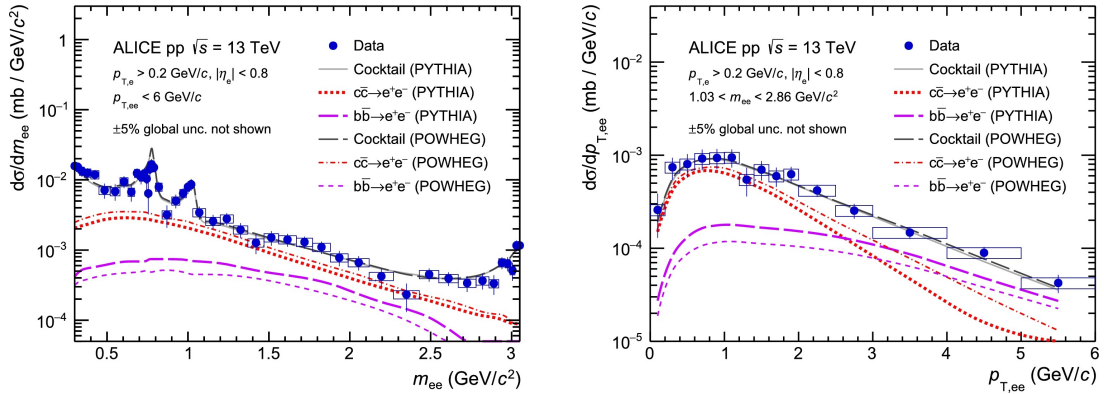 dσ/dm_ee (mb / GeV/c²)
1
10⁻¹
10⁻²
10⁻³
10⁻⁴
ALICE pp √s = 13 TeV
p_T,e > 0.2 GeV/c, |η_e| < 0.8
p_T,ee < 6 GeV/c
±5% global unc. not shown
Data
Cocktail (PYTHIA)
cc̄→e⁺e⁻ (PYTHIA)
bb̄→e⁺e⁻ (PYTHIA)
Cocktail (POWHEG)
cc̄→e⁺e⁻ (POWHEG)
bb̄→e⁺e⁻ (POWHEG)
0.5 1 1.5 2 2.5 3
m_ee (GeV/c²)
dσ/dp_T,ee (mb / GeV/c)
10⁻²
10⁻³
10⁻⁴
10⁻⁵
ALICE pp √s = 13 TeV
p_T,e > 0.2 GeV/c, |η_e| < 0.8
1.03 < m_ee < 2.86 GeV/c²
±5% global unc. not shown
Data
Cocktail (PYTHIA)
cc̄→e⁺e⁻ (PYTHIA)
bb̄→e⁺e⁻ (PYTHIA)
Cocktail (POWHEG)
cc̄→e⁺e⁻ (POWHEG)
bb̄→e⁺e⁻ (POWHEG)
0 1 2 3 4 5 6
p_T,ee (GeV/c)